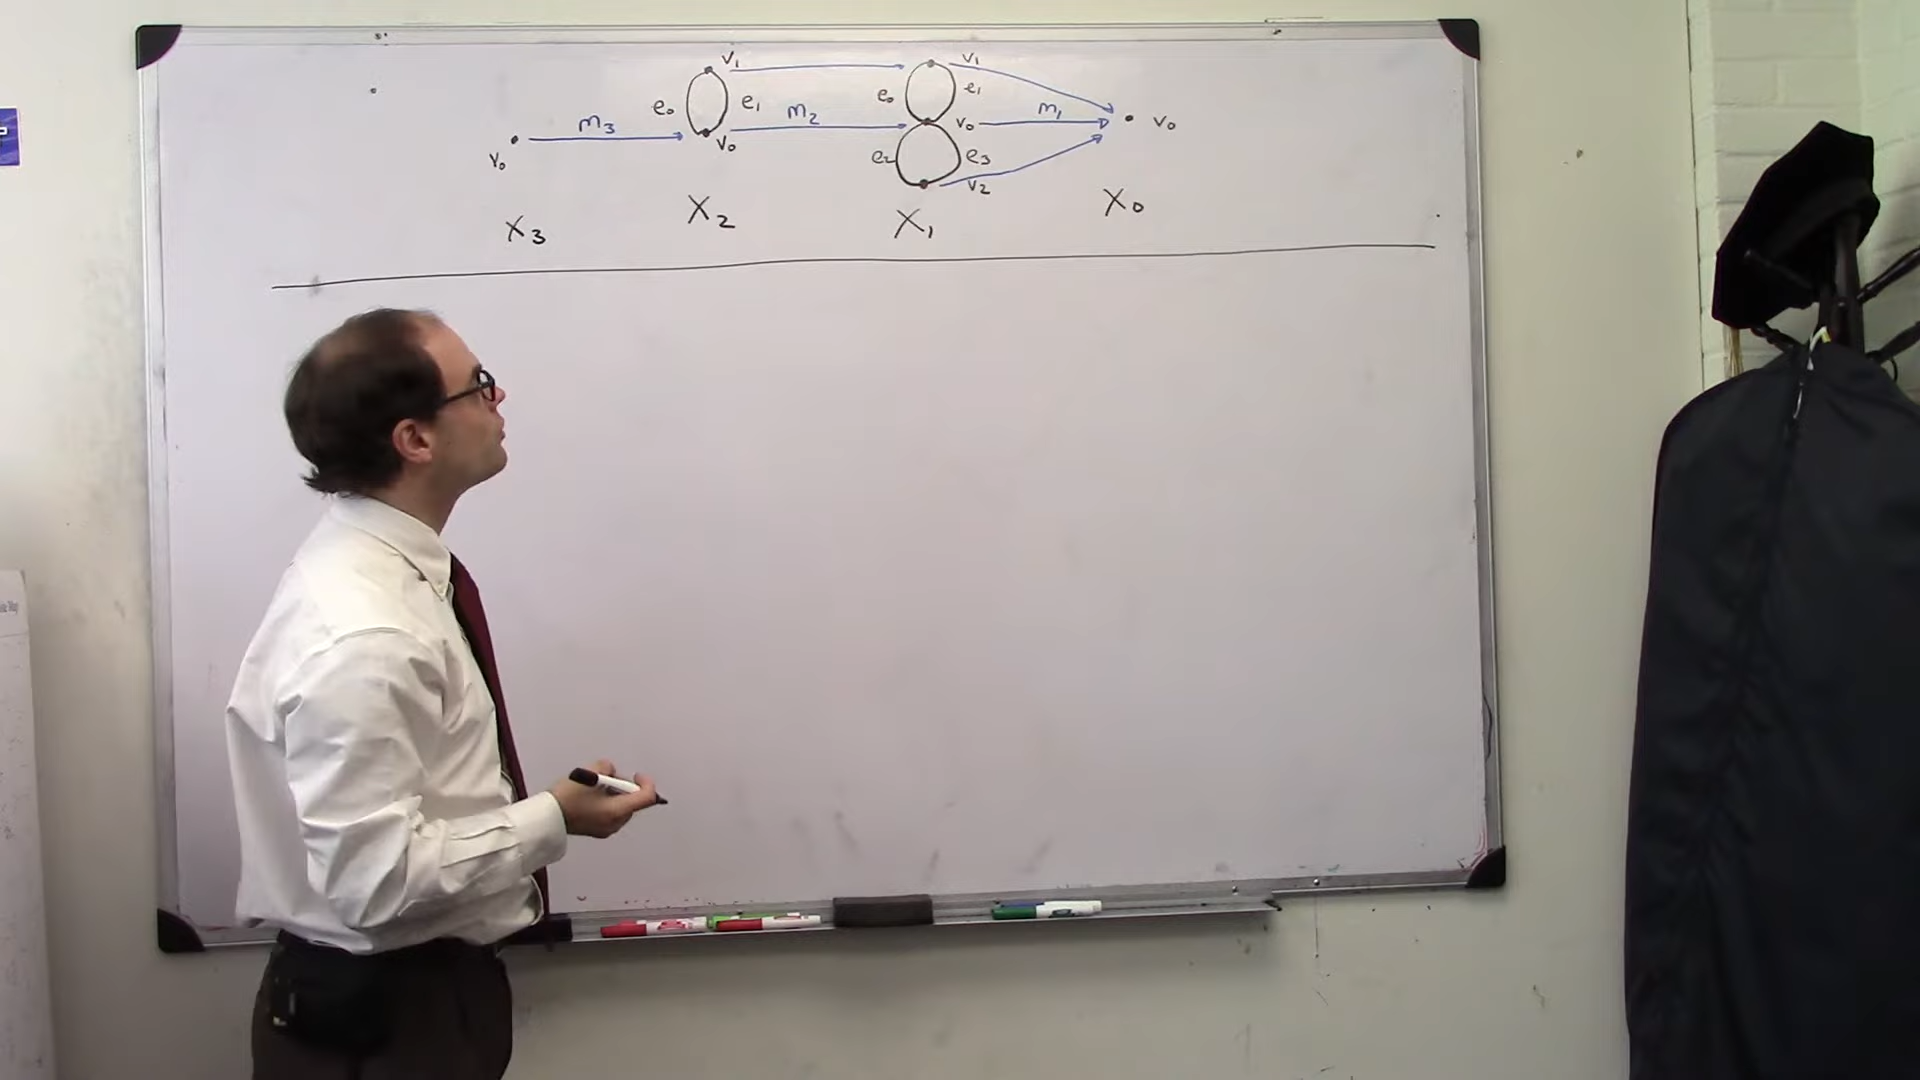 v₁ v₁
e₀ e₁ e₀ e₁
m₃ m₂ v₀ m₁ v₀
v₀ v₀ e₂ e₃
v₂
X₃ X₂ X₁ X₀